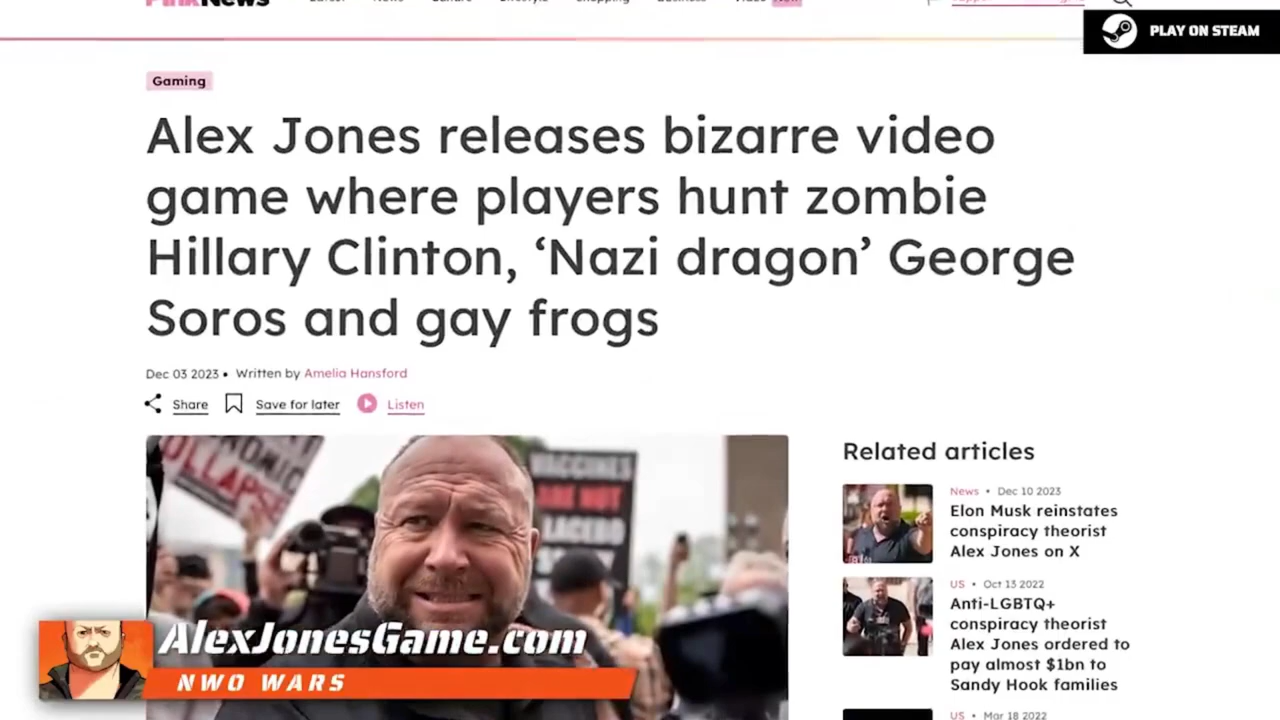 PinkNews
PLAY ON STEAM
Gaming
Alex Jones releases bizarre video
game where players hunt zombie
Hillary Clinton, ‘Nazi dragon’ George
Soros and gay frogs
Dec 03 2023 • Written by Amelia Hansford
Share Save for later Listen
Related articles
News • Dec 10 2023
Elon Musk reinstates
conspiracy theorist
Alex Jones on X
US • Oct 13 2022
Anti-LGBTQ+
conspiracy theorist
Alex Jones ordered to
pay almost $1bn to
Sandy Hook families
US • Mar 18 2022
VACCINES
ARE NOT
AlexJonesGame.com
NWO WARS